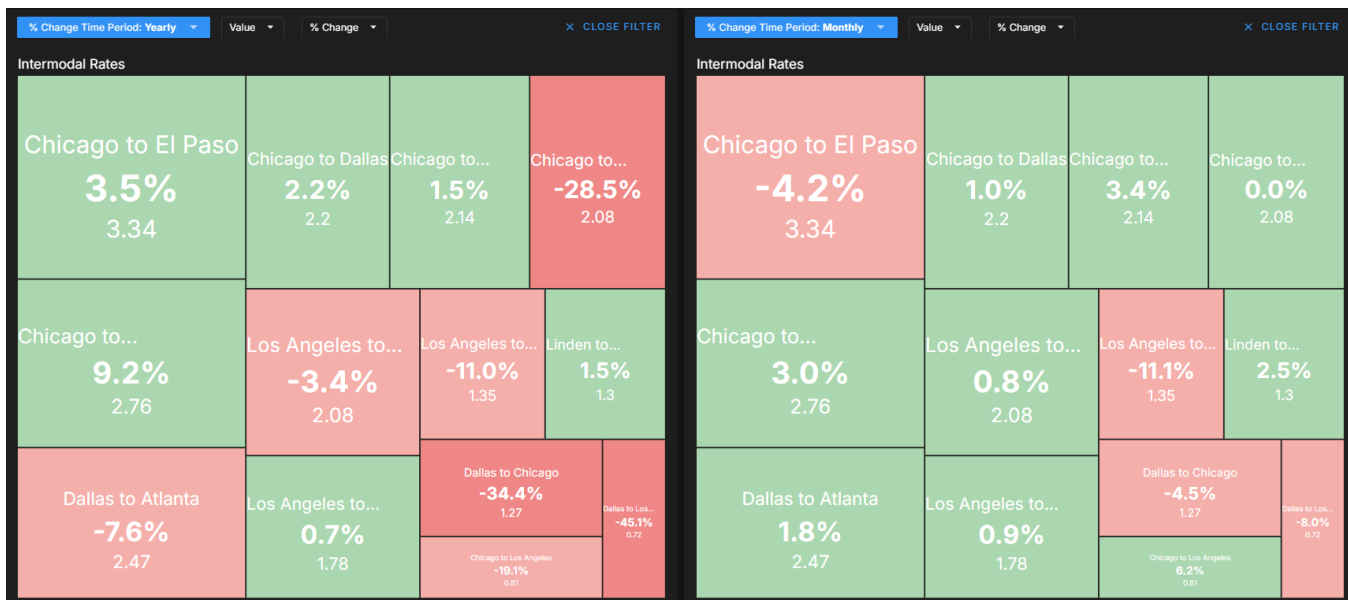 % Change Time Period: Yearly
Value
% Change
× CLOSE FILTER
Intermodal Rates
Chicago to El Paso
3.5%
3.34
Chicago to Dallas
2.2%
2.2
Chicago to...
1.5%
2.14
Chicago to...
-28.5%
2.08
Chicago to...
9.2%
2.76
Los Angeles to...
-3.4%
2.08
Los Angeles to...
-11.0%
1.35
Linden to...
1.5%
1.3
Dallas to Atlanta
-7.6%
2.47
Los Angeles to...
0.7%
1.78
Dallas to Chicago
-34.4%
1.27
Dallas to Los...
-45.1%
0.72
Chicago to Los Angeles
-19.1%
0.81
% Change Time Period: Monthly
Value
% Change
× CLOSE FILTER
Intermodal Rates
Chicago to El Paso
-4.2%
3.34
Chicago to Dallas
1.0%
2.2
Chicago to...
3.4%
2.14
Chicago to...
0.0%
2.08
Chicago to...
3.0%
2.76
Los Angeles to...
0.8%
2.08
Los Angeles to...
-11.1%
1.35
Linden to...
2.5%
1.3
Dallas to Atlanta
1.8%
2.47
Los Angeles to...
0.9%
1.78
Dallas to Chicago
-4.5%
1.27
Dallas to Los...
-8.0%
0.72
Chicago to Los Angeles
6.2%
0.81